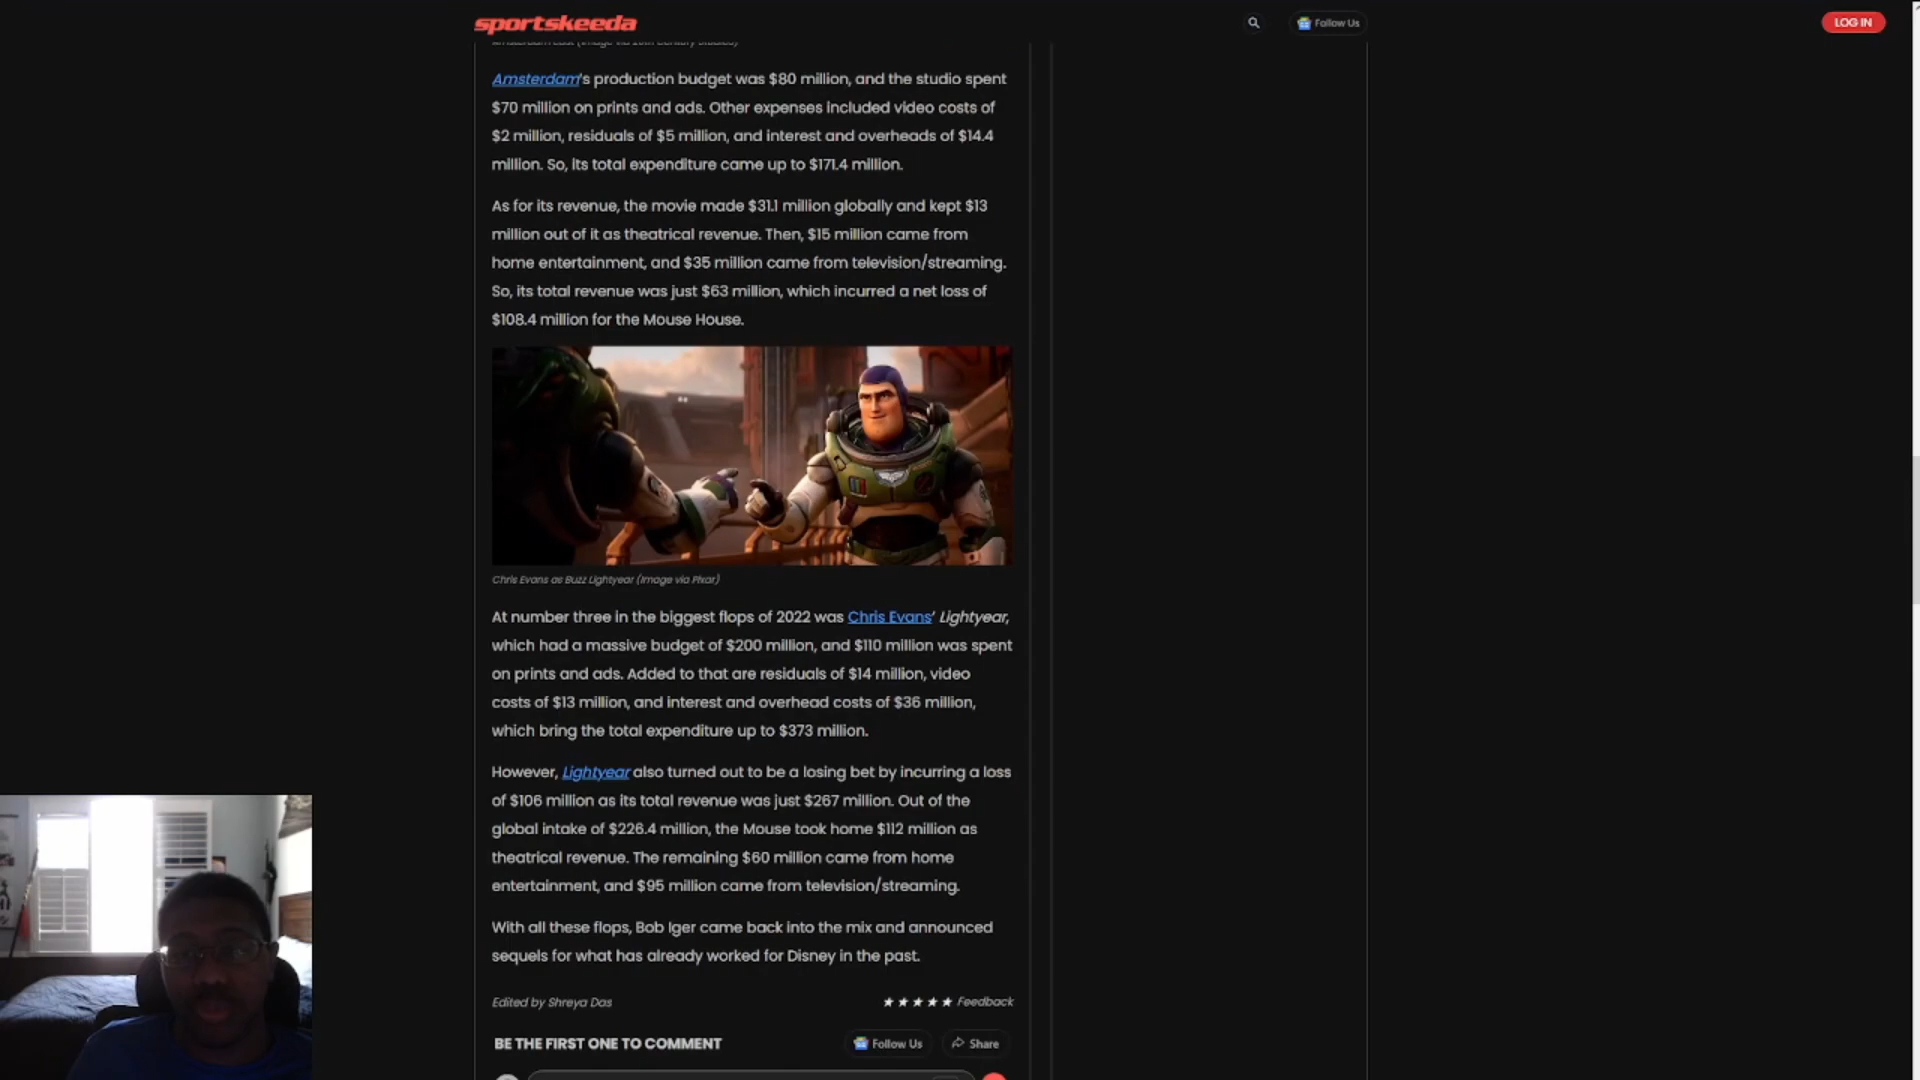 sportskeeda
Follow Us
LOG IN
Amsterdam's production budget was $80 million, and the studio spent
$70 million on prints and ads. Other expenses included video costs of
$2 million, residuals of $5 million, and interest and overheads of $14.4
million. So, its total expenditure came up to $171.4 million.
As for its revenue, the movie made $31.1 million globally and kept $13
million out of it as theatrical revenue. Then, $15 million came from
home entertainment, and $35 million came from television/streaming.
So, its total revenue was just $63 million, which incurred a net loss of
$108.4 million for the Mouse House.
Chris Evans as Buzz Lightyear (Image via Pixar)
At number three in the biggest flops of 2022 was Chris Evans' Lightyear,
which had a massive budget of $200 million, and $110 million was spent
on prints and ads. Added to that are residuals of $14 million, video
costs of $13 million, and interest and overhead costs of $36 million,
which bring the total expenditure up to $373 million.
However, Lightyear also turned out to be a losing bet by incurring a loss
of $106 million as its total revenue was just $267 million. Out of the
global intake of $226.4 million, the Mouse took home $112 million as
theatrical revenue. The remaining $60 million came from home
entertainment, and $95 million came from television/streaming.
With all these flops, Bob Iger came back into the mix and announced
sequels for what has already worked for Disney in the past.
Edited by Shreya Das
★★★★★ Feedback
BE THE FIRST ONE TO COMMENT
Follow Us
Share